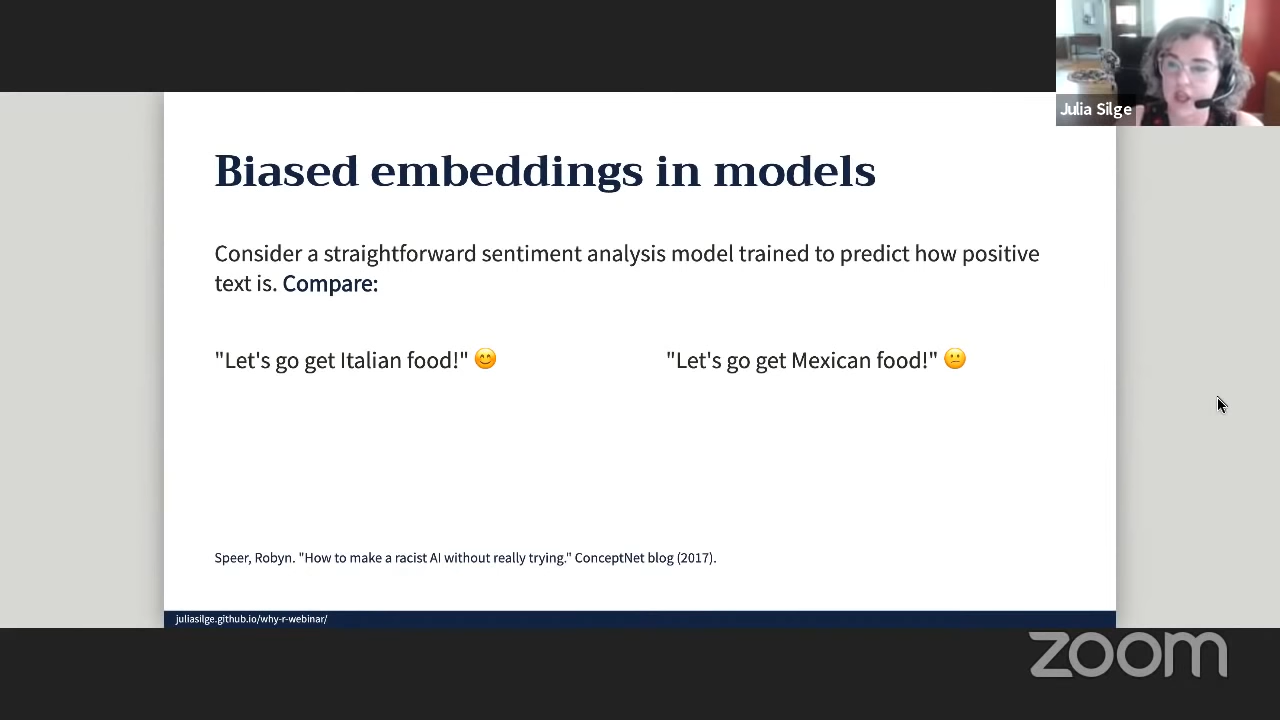 Julia Silge
Biased embeddings in models
Consider a straightforward sentiment analysis model trained to predict how positive
text is. Compare:
"Let's go get Italian food!" 😊
"Let's go get Mexican food!" 😕
Speer, Robyn. "How to make a racist AI without really trying." ConceptNet blog (2017).
juliasilge.github.io/why-r-webinar/
zoom